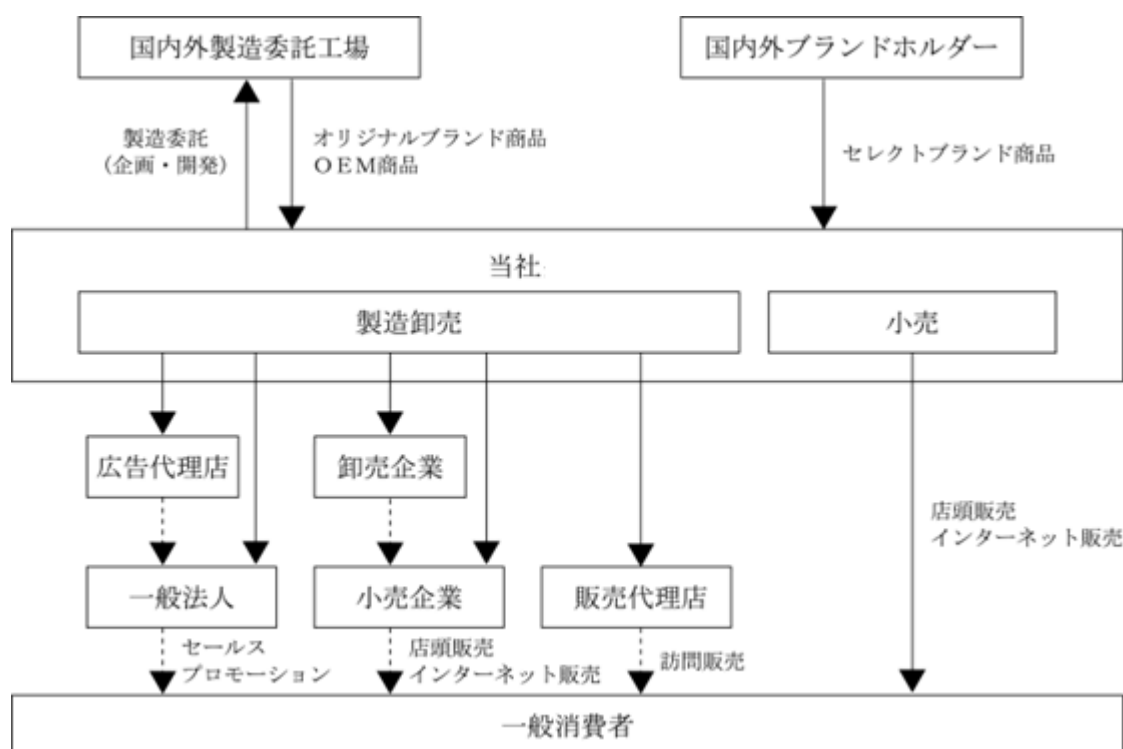 国内外製造委託工場
国内外ブランドホルダー
製造委託
(企画・開発)
オリジナルブランド商品
ＯＥＭ商品
セレクトブランド商品
当社
製造卸売
小売
広告代理店
卸売企業
店頭販売
インターネット販売
一般法人
小売企業
販売代理店
セールス
プロモーション
店頭販売
インターネット販売
訪問販売
一般消費者